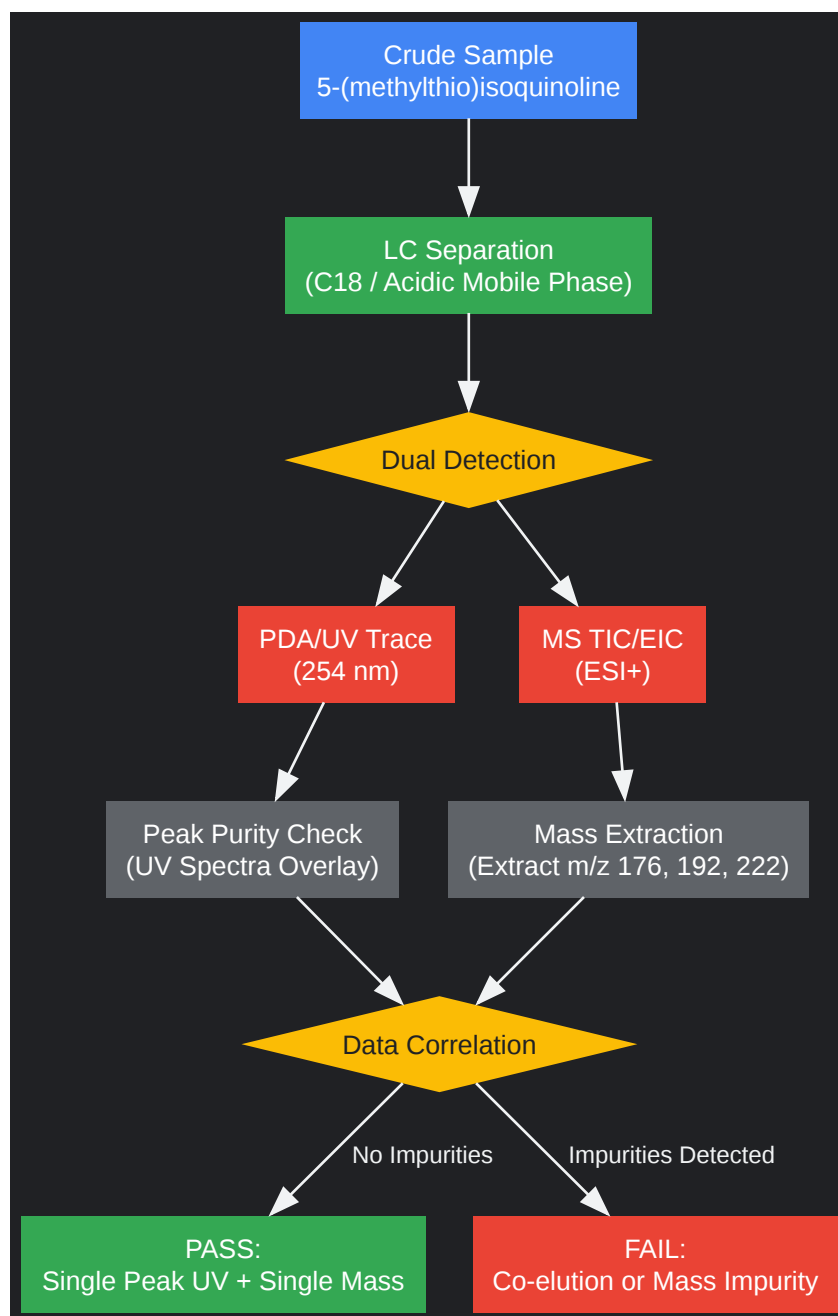 Crude Sample
5-(methylthio)isoquinoline
LC Separation
(C18 / Acidic Mobile Phase)
Dual Detection
PDA/UV Trace
(254 nm)
MS TIC/EIC
(ESI+)
Peak Purity Check
(UV Spectra Overlay)
Mass Extraction
(Extract m/z 176, 192, 222)
Data Correlation
No Impurities
Impurities Detected
PASS:
Single Peak UV + Single Mass
FAIL:
Co-elution or Mass Impurity